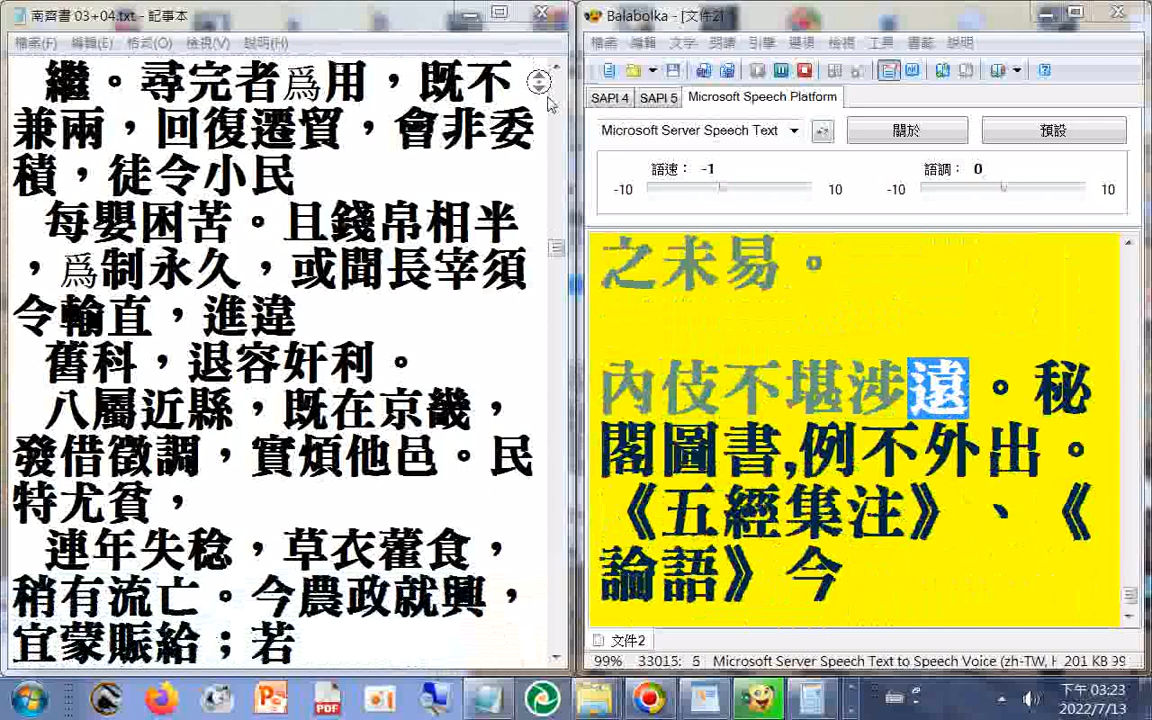 南齊書 03+04.txt - 記事本
檔案(F) 編輯(E) 格式(O) 檢視(V) 說明(H)
繼。尋完者爲用，既不
兼兩，回復遷貿，會非委
積，徒令小民
每嬰困苦。且錢帛相半
，爲制永久，或聞長宰須
令輸直，進違
舊科，退容奸利。
八屬近縣，既在京畿，
發借徵調，實煩他邑。民
特尤貧，
連年失稔，草衣藿食，
稍有流亡。今農政就興，
宜蒙賑給；若
Balabolka - [文件2]
檔案 編輯 文字 朗讀 引擎 選項 檢視 工具 書籤 說明
SAPI 4 SAPI 5 Microsoft Speech Platform
Microsoft Server Speech Text 關於 預設
語速： -1 語調： 0
-10 10 -10 10
之未易。
內伎不堪涉遠。秘
閣圖書,例不外出。
《五經集注》、《
論語》今
文件2
99% 33015: 5 Microsoft Server Speech Text to Speech Voice (zh-TW, H 201 KB 99
下午 03:23
2022/7/13